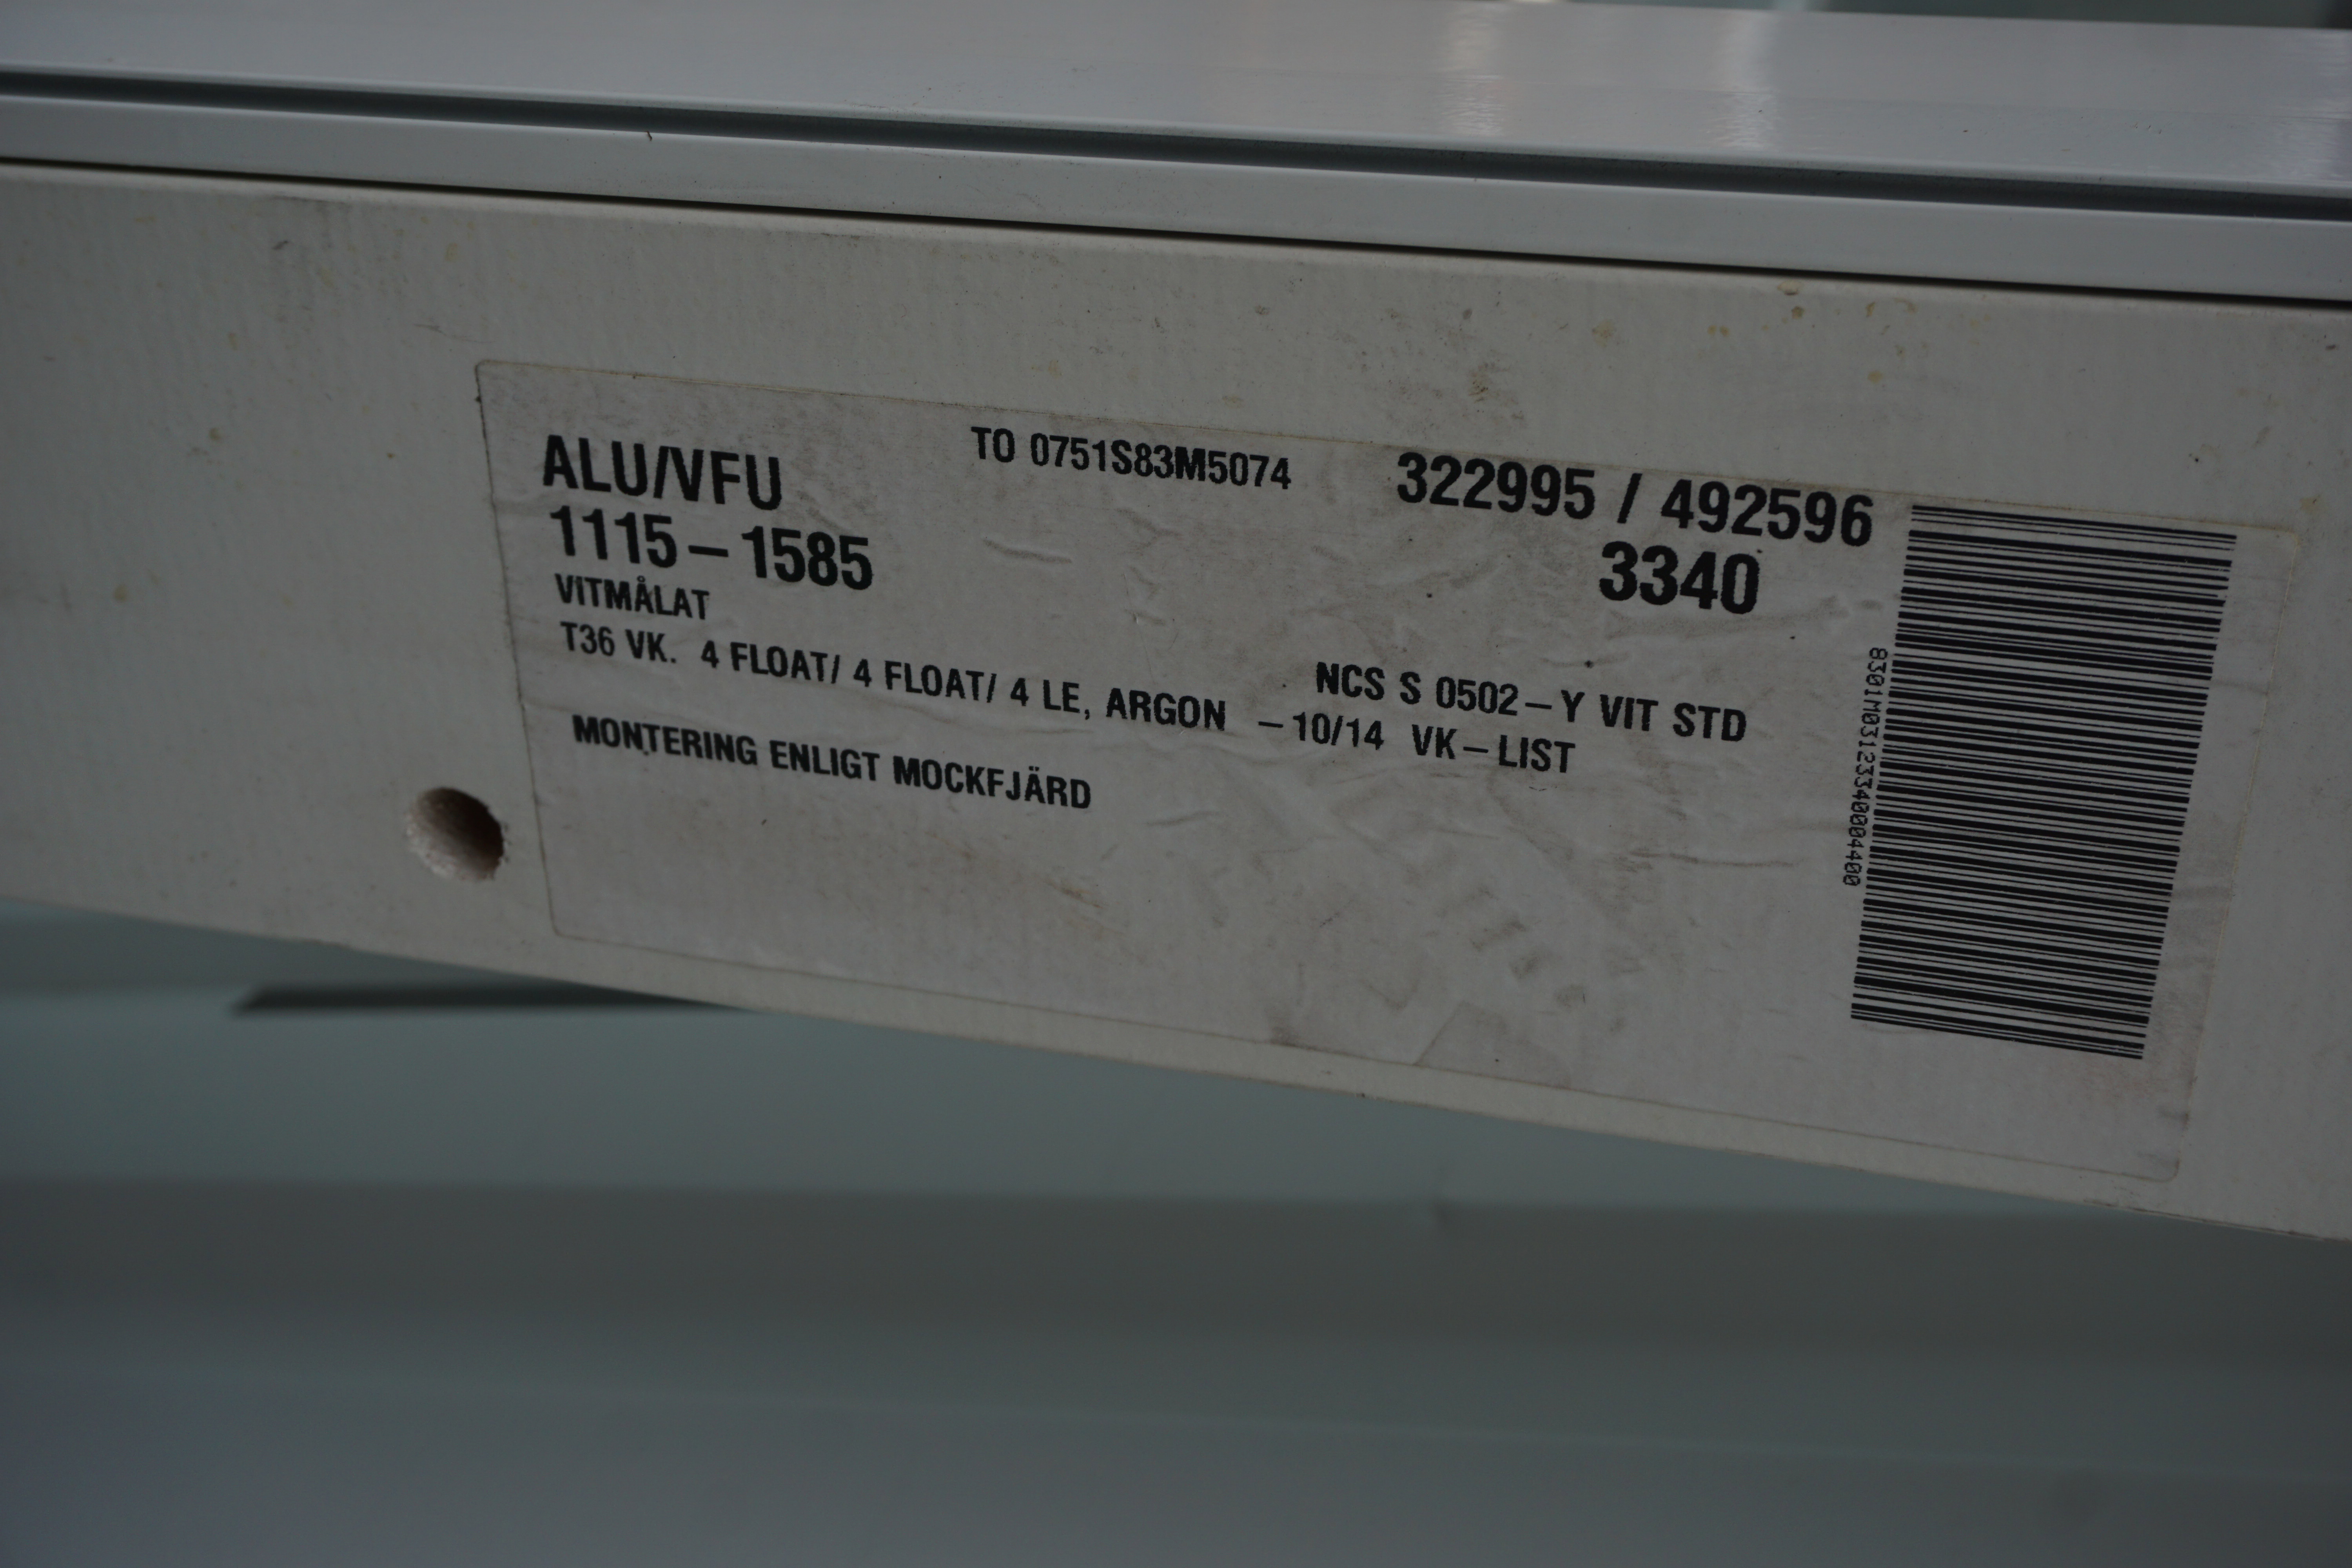 ALU/VFU TO 0751S83M5074 322995 / 492596
1115-1585 3340
VITMÅLAT NCS S 0502-Y VIT STD
T36 VK. 4 FLOAT/ 4 FLOAT/ 4 LE, ARGON -10/14 VK-LIST
MONTERING ENLIGT MOCKFJÄRD
8301M03123340004400